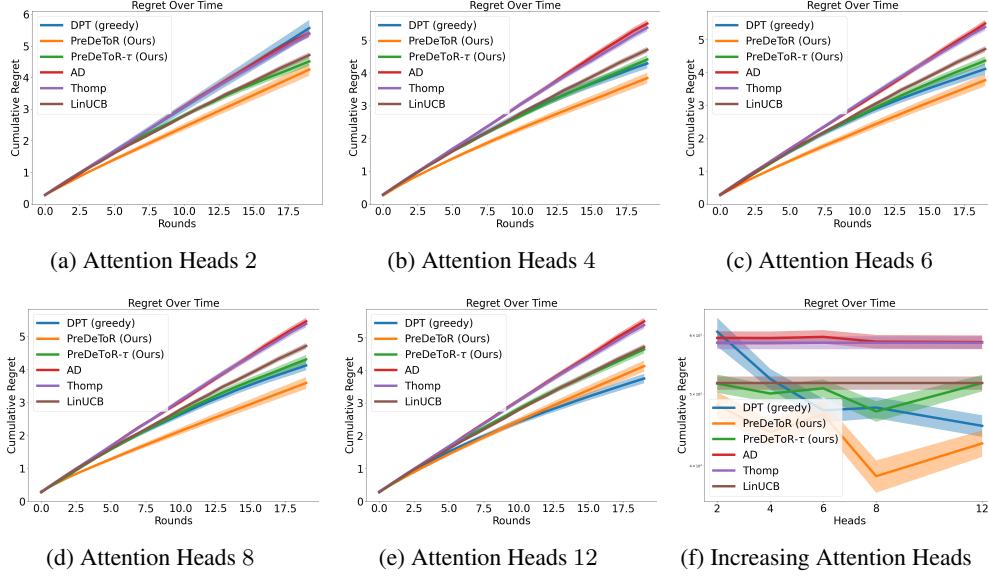 Regret Over Time
6
5
4
3
2
1
0
Cumulative Regret
DPT (greedy)
PreDeToR (Ours)
PreDeToR-τ (Ours)
AD
Thomp
LinUCB
0.0 2.5 5.0 7.5 10.0 12.5 15.0 17.5
Rounds
(a) Attention Heads 2
Regret Over Time
5
4
3
2
1
0
Cumulative Regret
DPT (greedy)
PreDeToR (Ours)
PreDeToR-τ (Ours)
AD
Thomp
LinUCB
0.0 2.5 5.0 7.5 10.0 12.5 15.0 17.5
Rounds
(b) Attention Heads 4
Regret Over Time
5
4
3
2
1
0
Cumulative Regret
DPT (greedy)
PreDeToR (Ours)
PreDeToR-τ (Ours)
AD
Thomp
LinUCB
0.0 2.5 5.0 7.5 10.0 12.5 15.0 17.5
Rounds
(c) Attention Heads 6
Regret Over Time
5
4
3
2
1
0
Cumulative Regret
DPT (greedy)
PreDeToR (Ours)
PreDeToR-τ (Ours)
AD
Thomp
LinUCB
0.0 2.5 5.0 7.5 10.0 12.5 15.0 17.5
Rounds
(d) Attention Heads 8
Regret Over Time
5
4
3
2
1
0
Cumulative Regret
DPT (greedy)
PreDeToR (Ours)
PreDeToR-τ (Ours)
AD
Thomp
LinUCB
0.0 2.5 5.0 7.5 10.0 12.5 15.0 17.5
Rounds
(e) Attention Heads 12
Regret Over Time
Cumulative Regret
DPT (greedy)
PreDeToR (ours)
PreDeToR-τ (ours)
AD
Thomp
LinUCB
2 4 6 8 12
Heads
(f) Increasing Attention Heads